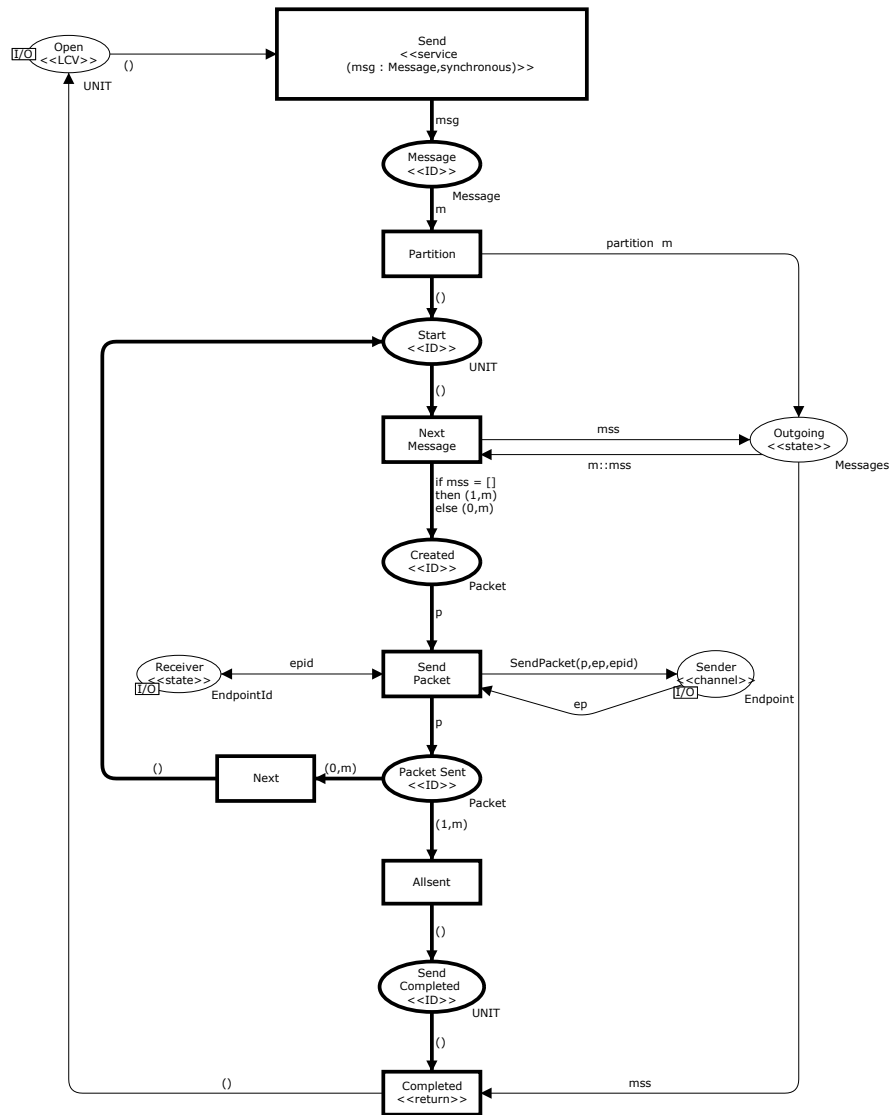 Send
<<service
(msg : Message,synchronous)>>
Open
<<LCV>>
I/O
()
UNIT
msg
Message
<<ID>>
Message
m
Partition
partition m
()
Start
<<ID>>
UNIT
()
Next
Message
mss
m::mss
Outgoing
<<state>>
Messages
if mss = []
then (1,m)
else (0,m)
Created
<<ID>>
Packet
p
Receiver
<<state>>
I/O
EndpointId
epid
Send
Packet
SendPacket(p,ep,epid)
ep
Sender
<<channel>>
I/O
Endpoint
p
()
Next
(0,m)
Packet Sent
<<ID>>
Packet
(1,m)
Allsent
()
Send
Completed
<<ID>>
UNIT
()
()
Completed
<<return>>
mss